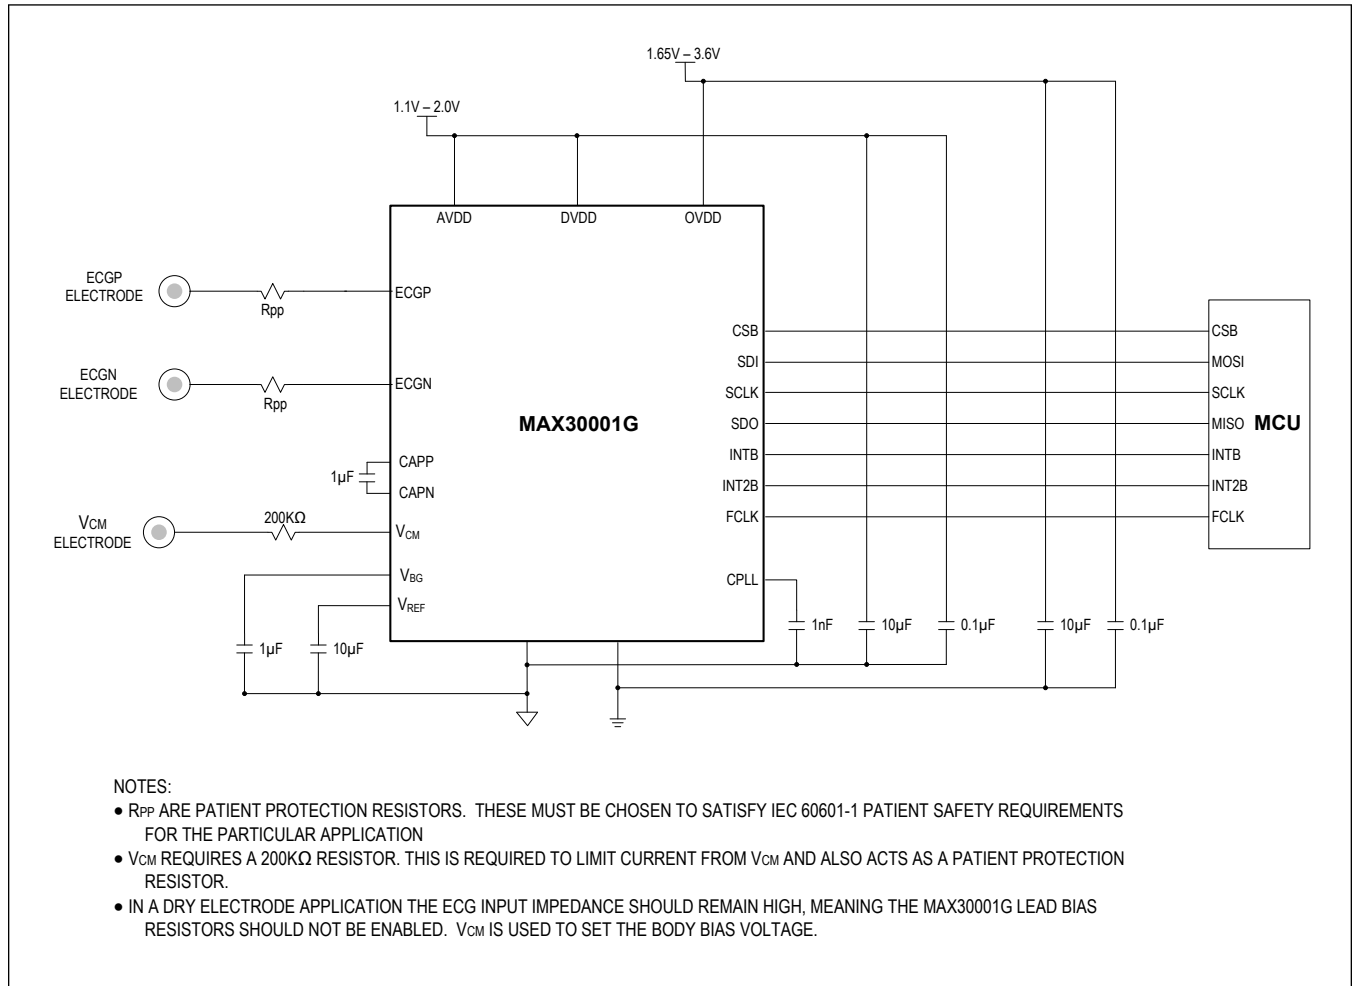 1.65V – 3.6V
1.1V – 2.0V
AVDD
DVDD
OVDD
ECGP
ELECTRODE
Rpp
ECGP
ECGN
ELECTRODE
Rpp
ECGN
MAX30001G
CSB
SDI
SCLK
SDO
INTB
INT2B
FCLK
CSB
MOSI
SCLK
MISO
MCU
INTB
INT2B
FCLK
1µF
CAPP
CAPN
VCM
ELECTRODE
200KΩ
VCM
VBG
VREF
CPLL
1µF
10µF
1nF
10µF
0.1µF
10µF
0.1µF
NOTES:
● RPP ARE PATIENT PROTECTION RESISTORS. THESE MUST BE CHOSEN TO SATISFY IEC 60601-1 PATIENT SAFETY REQUIREMENTS
FOR THE PARTICULAR APPLICATION
● VCM REQUIRES A 200KΩ RESISTOR. THIS IS REQUIRED TO LIMIT CURRENT FROM VCM AND ALSO ACTS AS A PATIENT PROTECTION
RESISTOR.
● IN A DRY ELECTRODE APPLICATION THE ECG INPUT IMPEDANCE SHOULD REMAIN HIGH, MEANING THE MAX30001G LEAD BIAS
RESISTORS SHOULD NOT BE ENABLED. VCM IS USED TO SET THE BODY BIAS VOLTAGE.